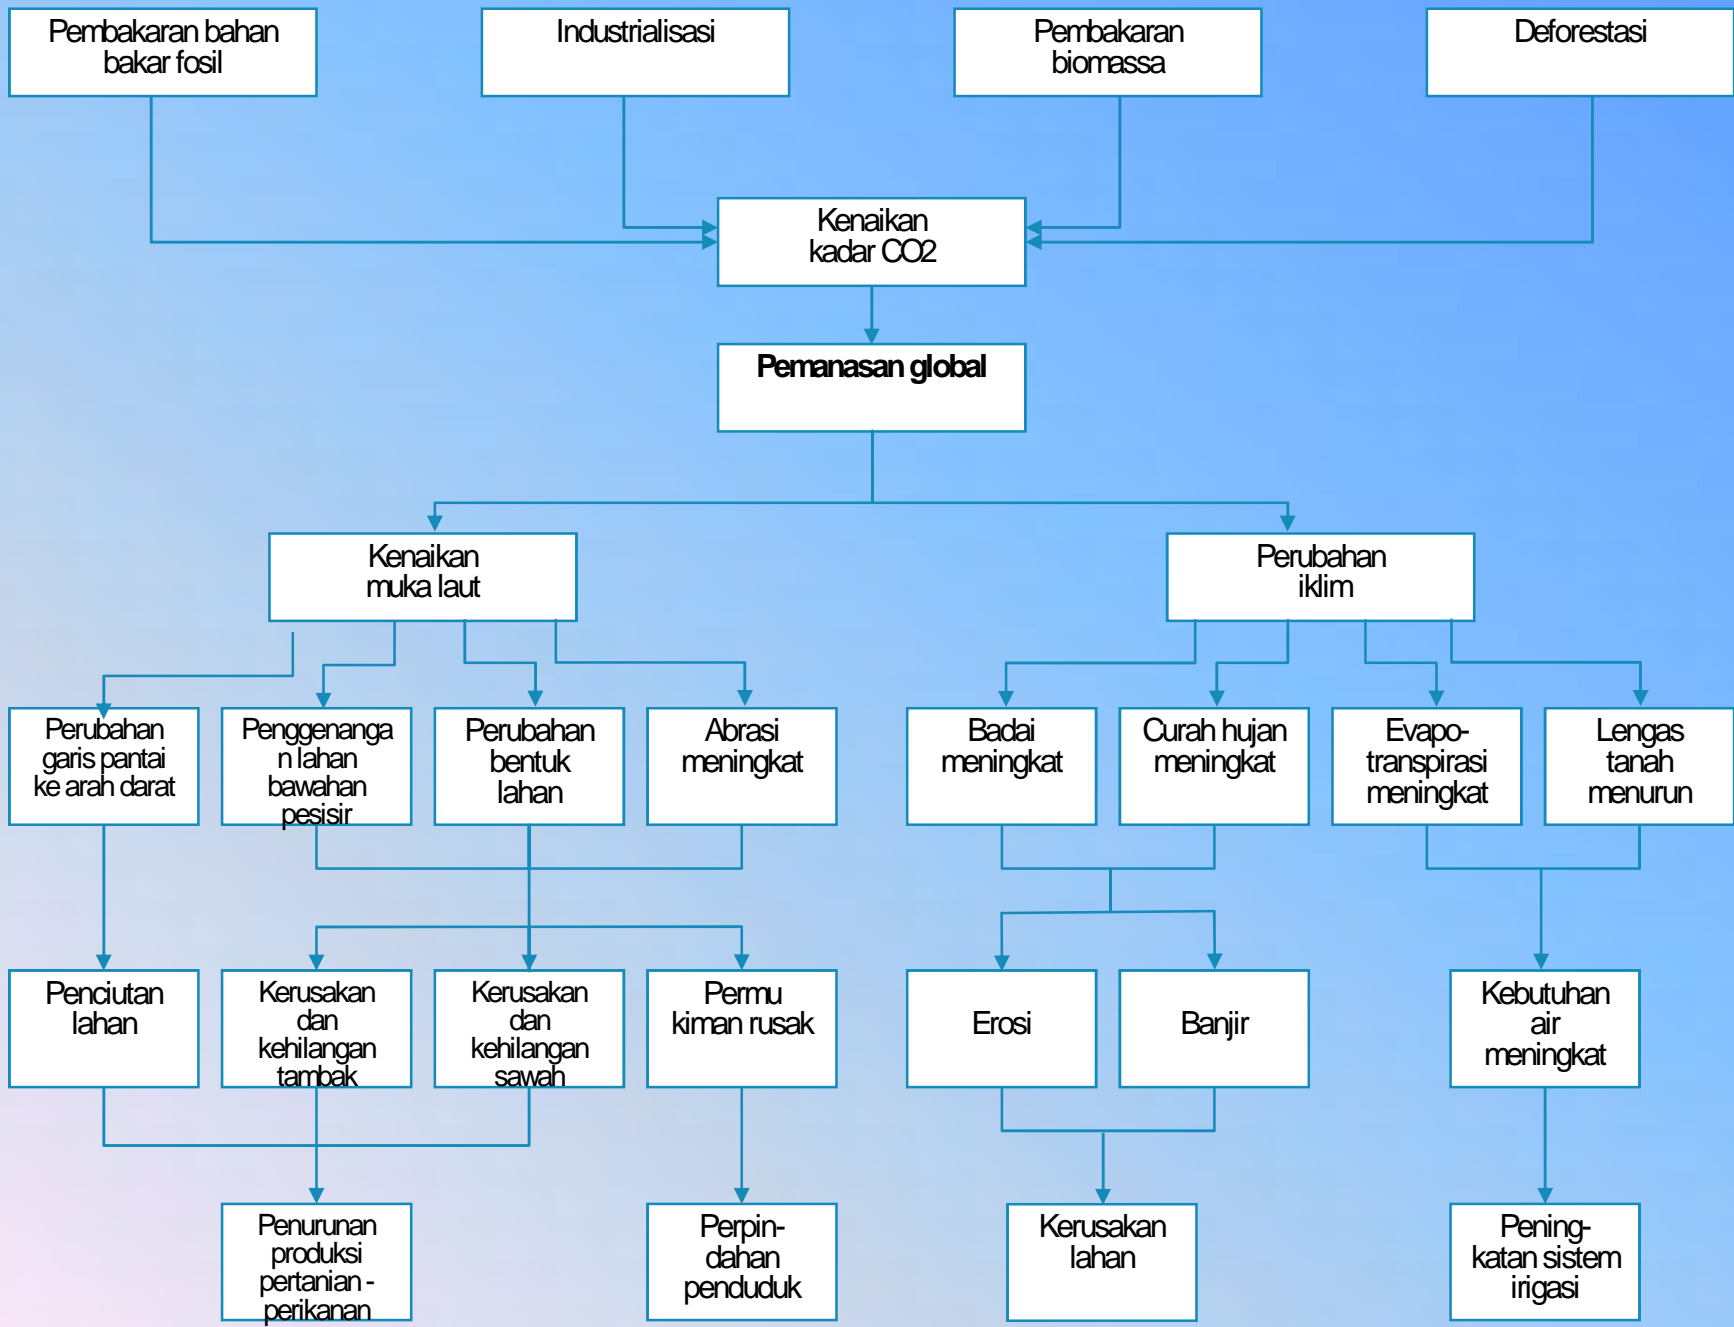 Pembakaran bahan
bakar fosil
Industrialisasi
Pembakaran
biomassa
Deforestasi
Kenaikan
kadar CO2
Pemanasan global
Kenaikan
muka laut
Perubahan
iklim
Perubahan
garis pantai
ke arah darat
Penggenanga
n lahan
bawahan
pesisir
Perubahan
bentuk
lahan
Abrasi
meningkat
Badai
meningkat
Curah hujan
meningkat
Evapo-
transpirasi
meningkat
Lengas
tanah
menurun
Penciutan
lahan
Kerusakan
dan
kehilangan
tambak
Kerusakan
dan
kehilangan
sawah
Permu
kiman rusak
Erosi
Banjir
Kebutuhan
air
meningkat
Penurunan
produksi
pertanian -
perikanan
Perpin-
dahan
penduduk
Kerusakan
lahan
Pening-
katan sistem
irigasi